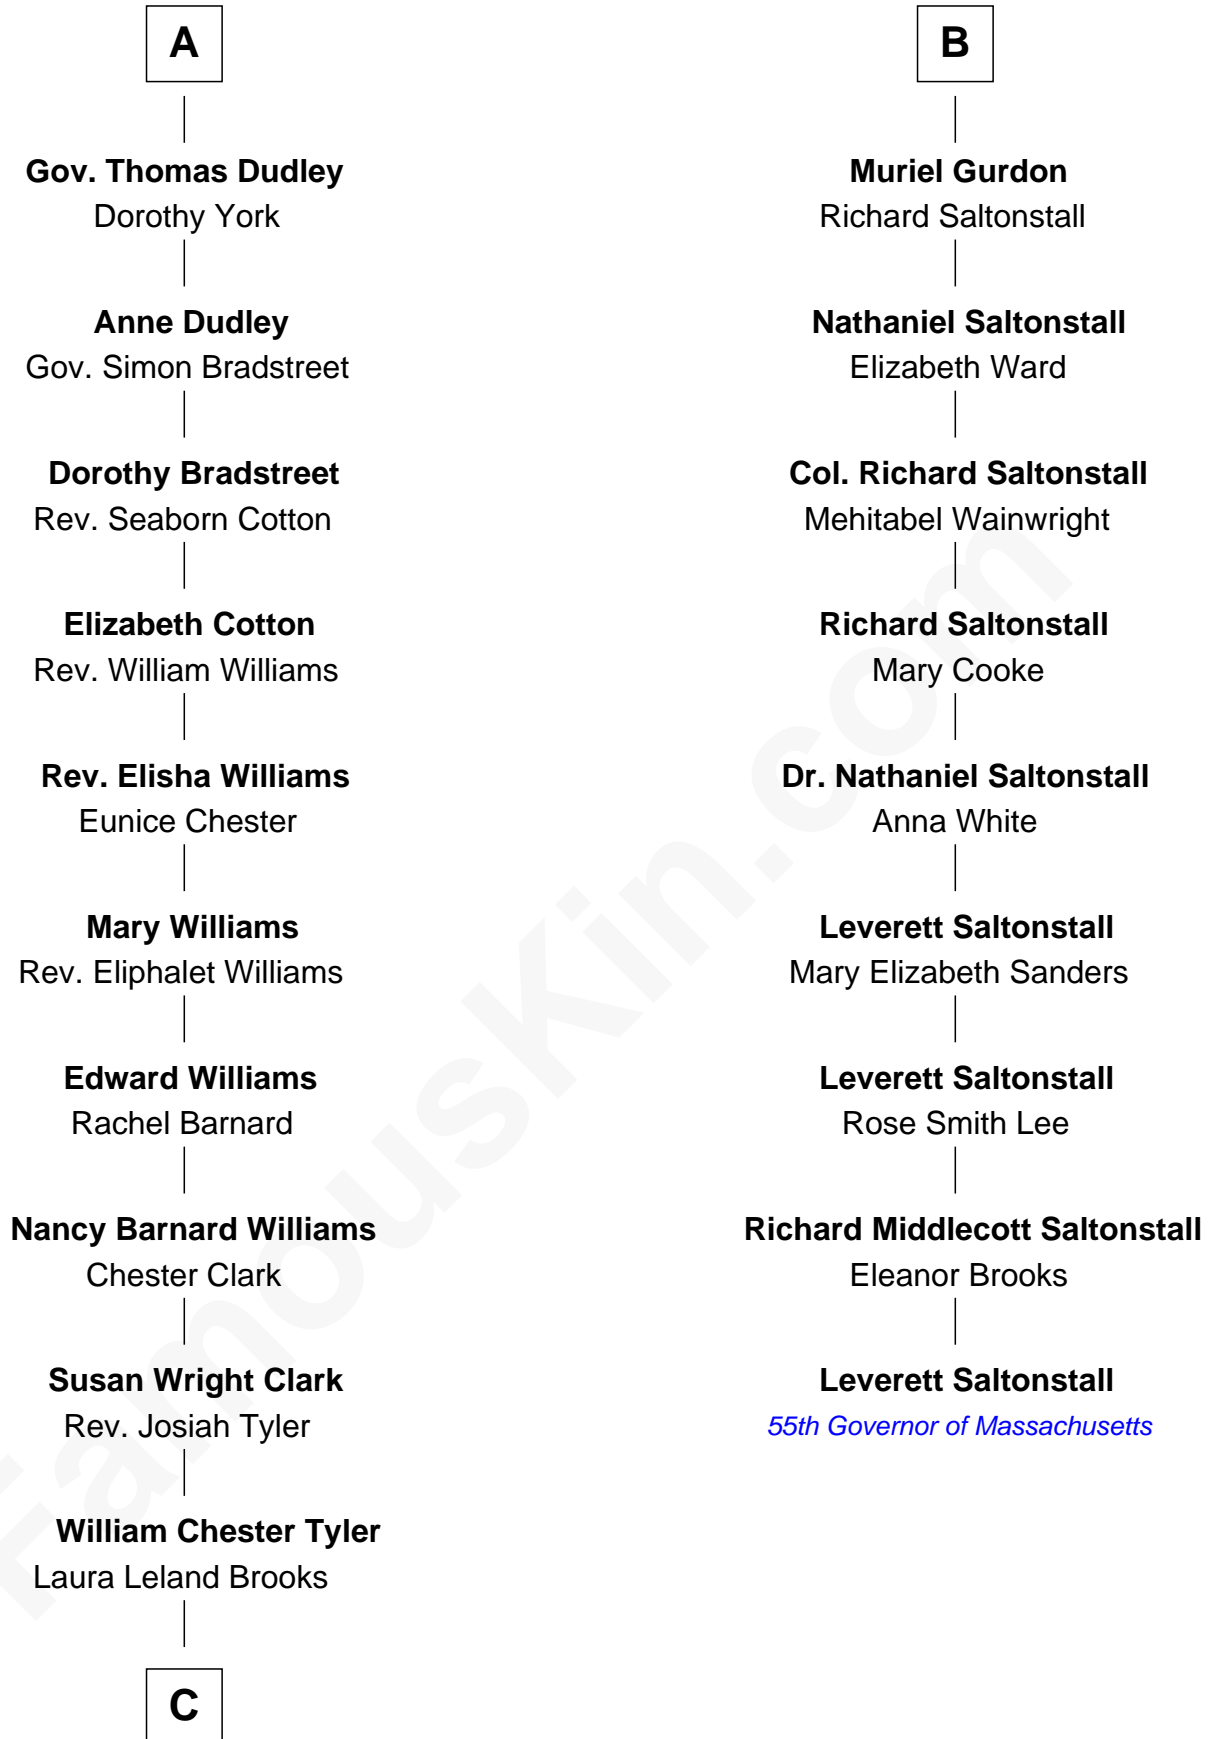 A
Gov. Thomas Dudley
Dorothy York
Anne Dudley
Gov. Simon Bradstreet
Dorothy Bradstreet
Rev. Seaborn Cotton
Elizabeth Cotton
Rev. William Williams
Rev. Elisha Williams
Eunice Chester
Mary Williams
Rev. Eliphalet Williams
Edward Williams
Rachel Barnard
Nancy Barnard Williams
Chester Clark
Susan Wright Clark
Rev. Josiah Tyler
William Chester Tyler
Laura Leland Brooks
C
B
Muriel Gurdon
Richard Saltonstall
Nathaniel Saltonstall
Elizabeth Ward
Col. Richard Saltonstall
Mehitabel Wainwright
Richard Saltonstall
Mary Cooke
Dr. Nathaniel Saltonstall
Anna White
Leverett Saltonstall
Mary Elizabeth Sanders
Leverett Saltonstall
Rose Smith Lee
Richard Middlecott Saltonstall
Eleanor Brooks
Leverett Saltonstall
55th Governor of Massachusetts
FamousKin.com